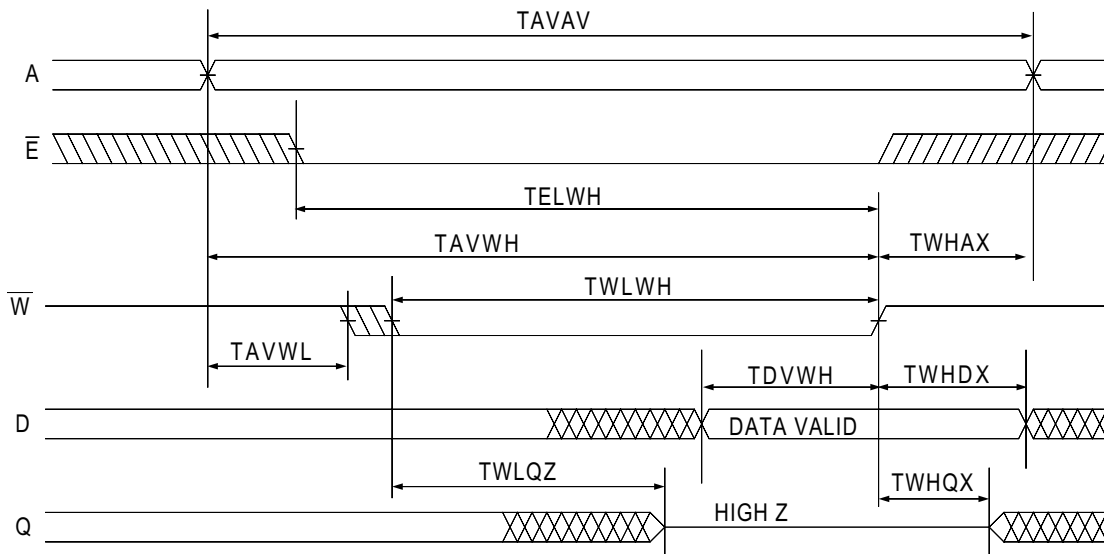 TAVAV
A
E̅
TELWH
TAVWH
TWHAX
W̅
TWLWH
TAVWL
TDVWH
TWHDX
D
DATA VALID
TWLQZ
TWHQX
Q
HIGH Z